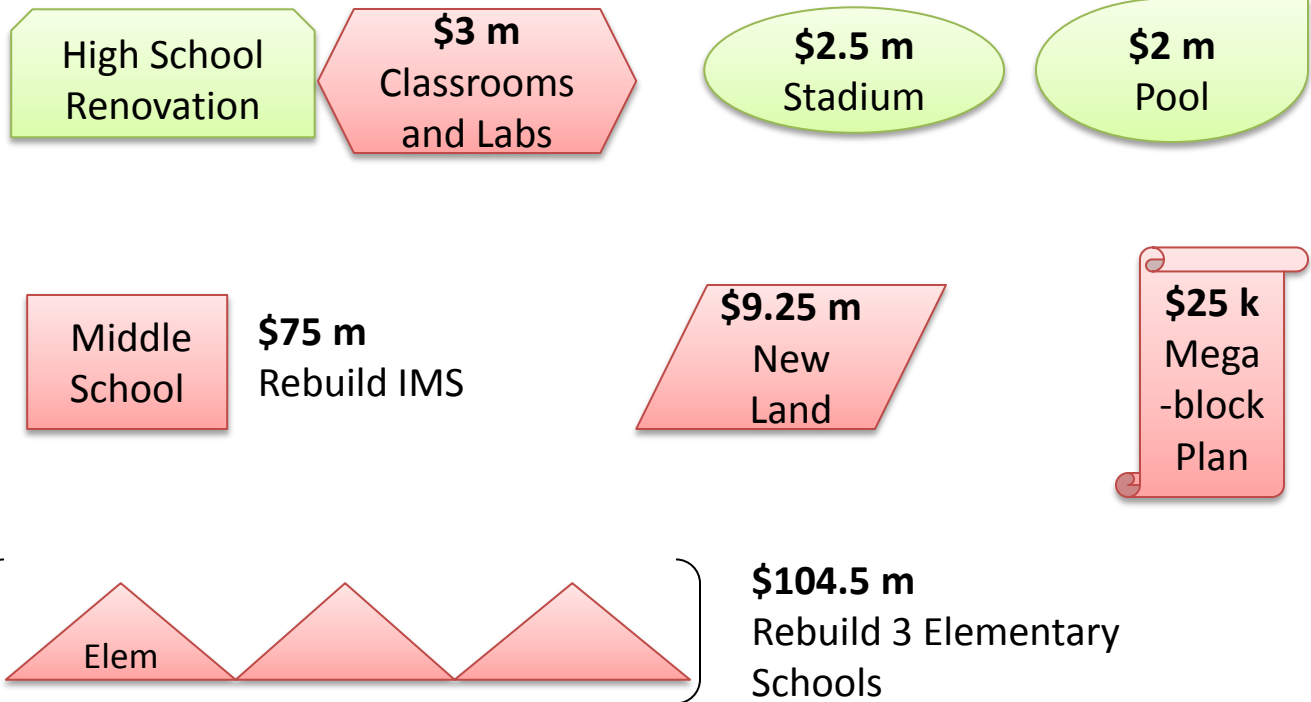 High School
Renovation
$3 m
Classrooms
and Labs
$2.5 m
Stadium
$2 m
Pool
Middle
School
$75 m
Rebuild IMS
$9.25 m
New
Land
$25 k
Mega
-block
Plan
Elem
$104.5 m
Rebuild 3 Elementary
Schools